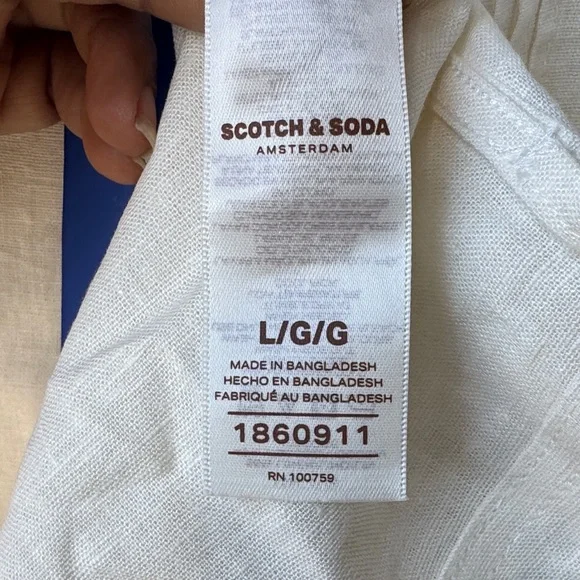 SCOTCH & SODA
AMSTERDAM
L/G/G
MADE IN BANGLADESH
HECHO EN BANGLADESH
FABRIQUÉ AU BANGLADESH
1860911
RN 100759